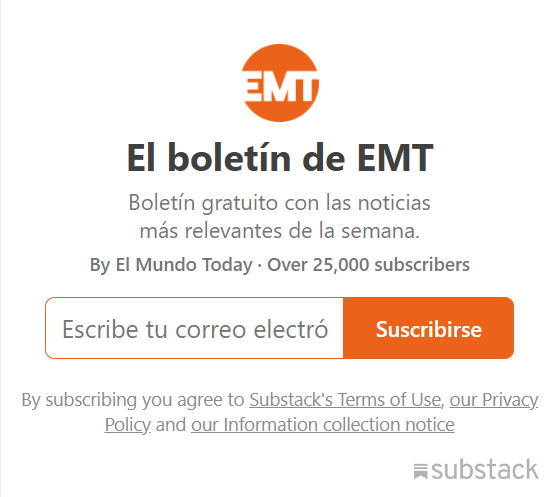 EMT
El boletín de EMT
Boletín gratuito con las noticias
más relevantes de la semana.
By El Mundo Today · Over 25,000 subscribers
Escribe tu correo electró
Suscribirse
By subscribing you agree to Substack's Terms of Use, our Privacy
Policy and our Information collection notice
substack